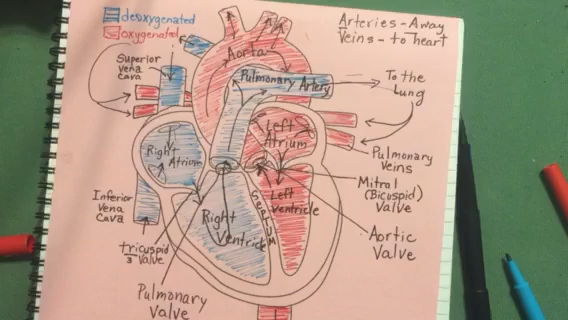 deoxygenated
oxygenated
Arteries - Away
Veins - to heart
Superior
Vena
Cava
Aorta
Pulmonary Artery
To the
Lung
Left
Atrium
Right
Atrium
Pulmonary
Veins
Mitral
(Bicuspid)
Valve
Inferior
Vena
Cava
Left
Ventricle
Right
Ventricle
SEPTUM
Aortic
Valve
tricuspid
3 Valve
Pulmonary
Valve